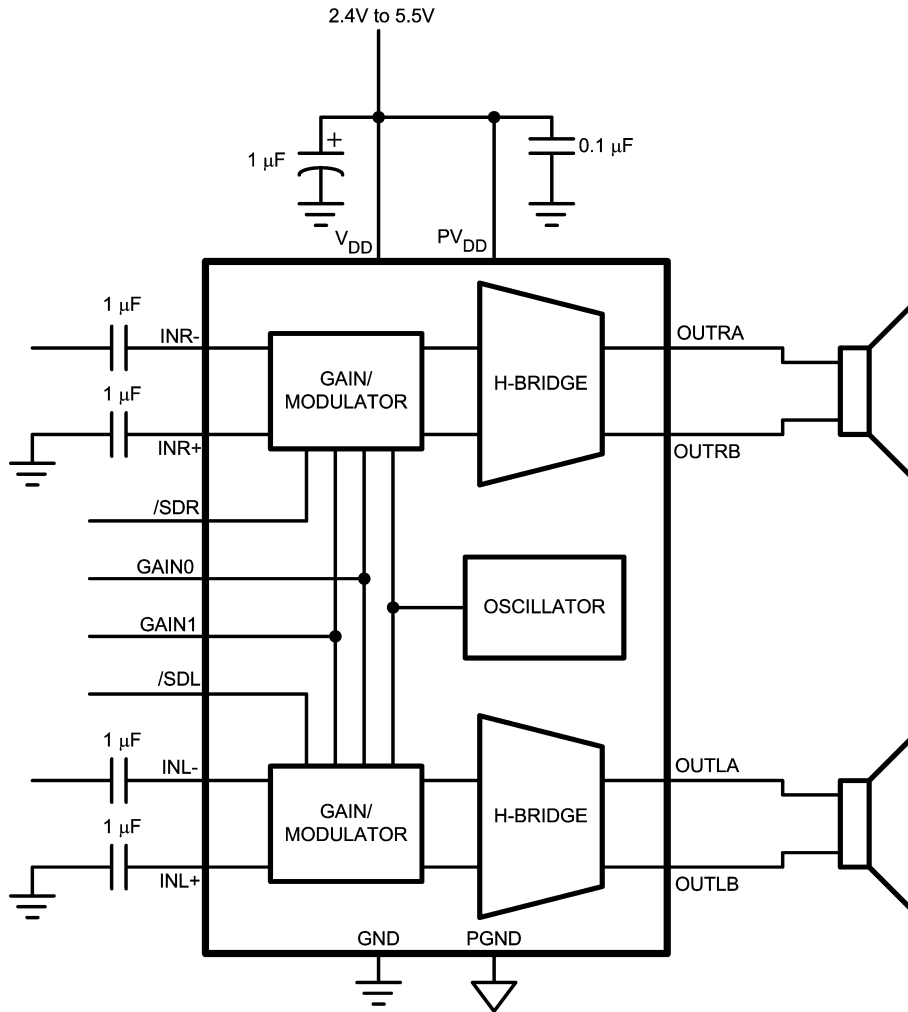 2.4V to 5.5V
1 μF
+
0.1 μF
VDD
PVDD
1 μF
INR-
OUTRA
GAIN/
MODULATOR
H-BRIDGE
1 μF
INR+
OUTRB
/SDR
GAIN0
OSCILLATOR
GAIN1
/SDL
1 μF
INL-
OUTLA
GAIN/
MODULATOR
H-BRIDGE
1 μF
INL+
OUTLB
GND
PGND